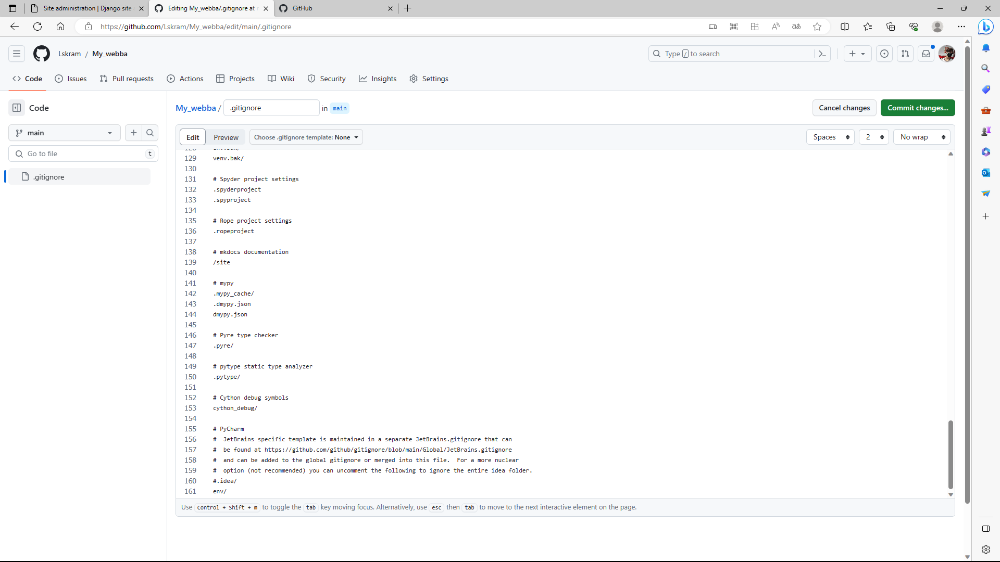 Site administration | Django site
Editing My_webba/.gitignore at
GitHub
https://github.com/Lskram/My_webba/edit/main/.gitignore
Lskram / My_webba
Type / to search
Code
Issues
Pull requests
Actions
Projects
Wiki
Security
Insights
Settings
Code
main
Go to file
t
.gitignore
My_webba / .gitignore in main
Cancel changes
Commit changes...
Edit
Preview
Choose .gitignore template: None
Spaces
2
No wrap
129 venv.bak/
130
131 # Spyder project settings
132 .spyderproject
133 .spyproject
134
135 # Rope project settings
136 .ropeproject
137
138 # mkdocs documentation
139 /site
140
141 # mypy
142 .mypy_cache/
143 .dmypy.json
144 dmypy.json
145
146 # Pyre type checker
147 .pyre/
148
149 # pytype static type analyzer
150 .pytype/
151
152 # Cython debug symbols
153 cython_debug/
154
155 # PyCharm
156 #  JetBrains specific template is maintained in a separate JetBrains.gitignore that can
157 #  be found at https://github.com/github/gitignore/blob/main/Global/JetBrains.gitignore
158 #  and can be added to the global gitignore or merged into this file.  For a more nuclear
159 #  option (not recommended) you can uncomment the following to ignore the entire idea folder.
160 #.idea/
161 env/
Use Control + Shift + m to toggle the tab key moving focus. Alternatively, use esc then tab to move to the next interactive element on the page.